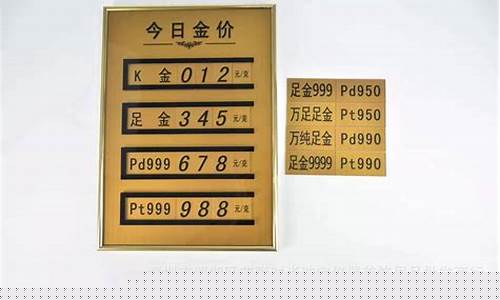 今日金价
K 金 012 元/克
足 金 345 元/克
Pd999 678 元/克
Pt999 988 元/克
足金999 Pd950
万足足金 Pt950
万纯足金 Pd990
足金9999 Pt990